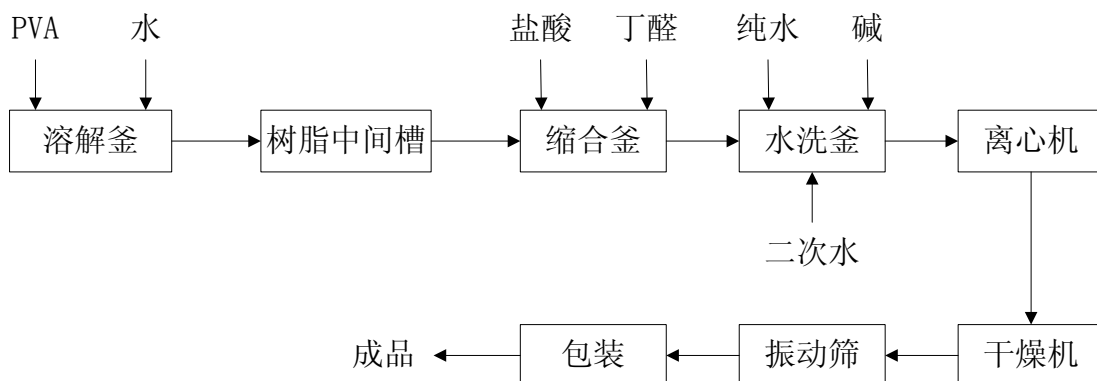 PVA 水 盐酸 丁醛 纯水 碱
溶解釜 树脂中间槽 缩合釜 水洗釜 离心机
二次水
成品 包装 振动筛 干燥机